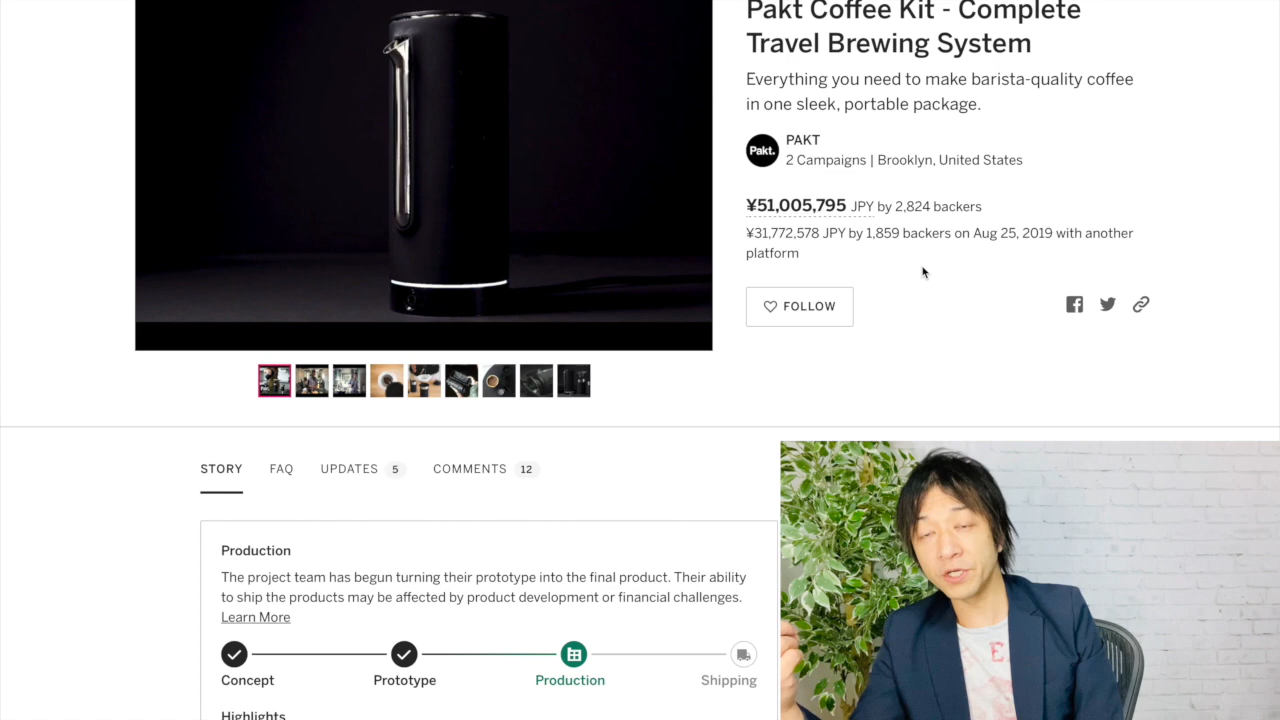 Pakt Coffee Kit - Complete
Travel Brewing System
Everything you need to make barista-quality coffee
in one sleek, portable package.
Pakt.
PAKT
2 Campaigns | Brooklyn, United States
¥51,005,795 JPY by 2,824 backers
¥31,772,578 JPY by 1,859 backers on Aug 25, 2019 with another
platform
FOLLOW
STORY FAQ UPDATES 5 COMMENTS 12
Production
The project team has begun turning their prototype into the final product. Their ability
to ship the products may be affected by product development or financial challenges.
Learn More
Concept Prototype Production Shipping
Highlights